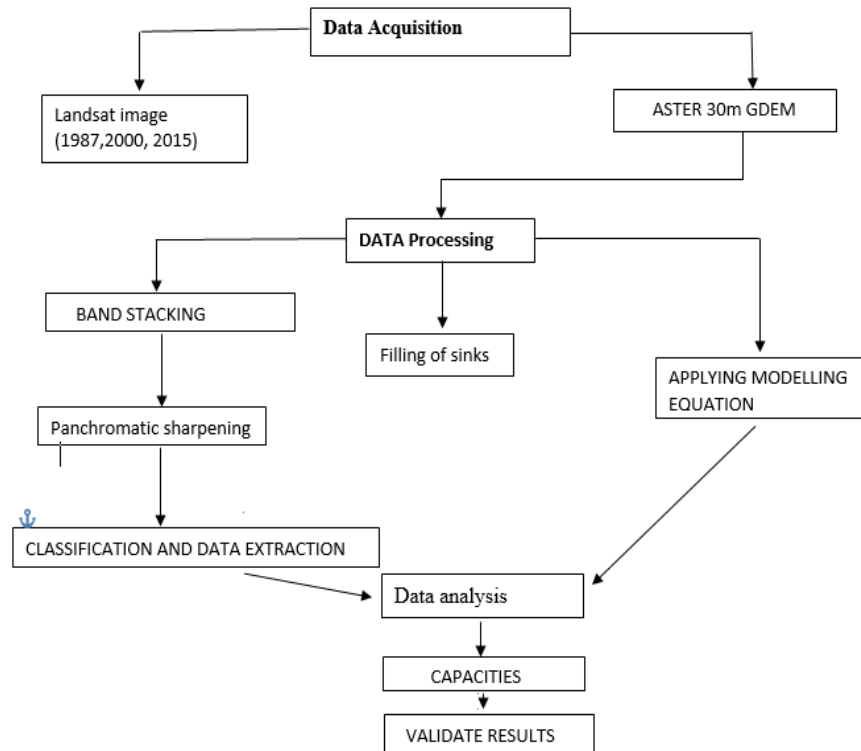 Data Acquisition
Landsat image
(1987,2000, 2015)
ASTER 30m GDEM
DATA Processing
BAND STACKING
Filling of sinks
APPLYING MODELLING
EQUATION
Panchromatic sharpening
CLASSIFICATION AND DATA EXTRACTION
Data analysis
CAPACITIES
VALIDATE RESULTS